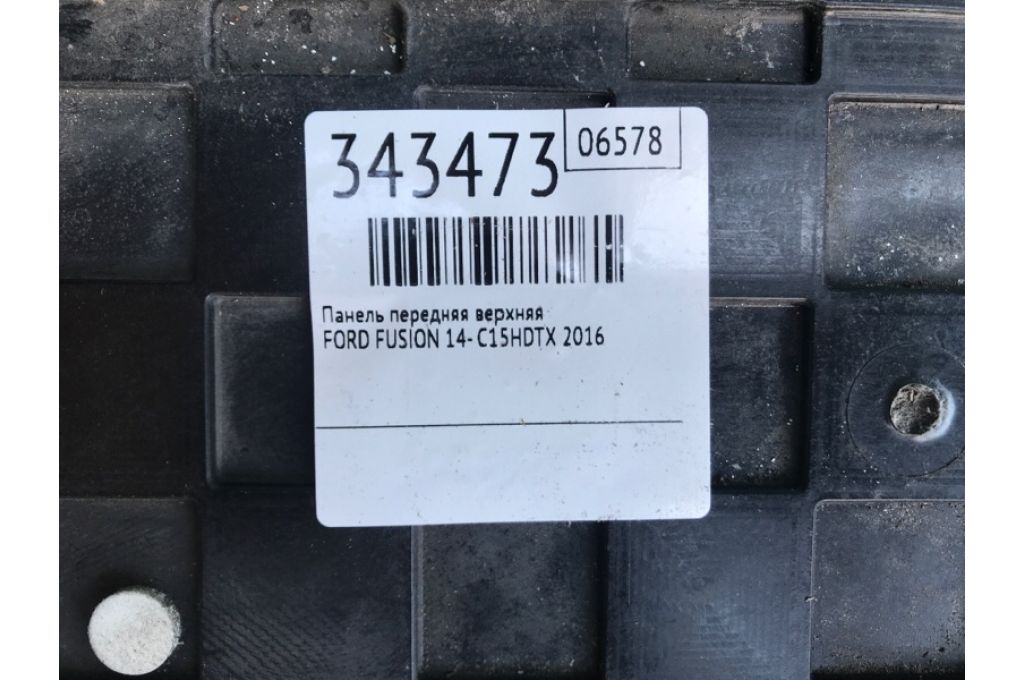 343473
06578
Панель передняя верхняя
FORD FUSION 14- C15HDTX 2016